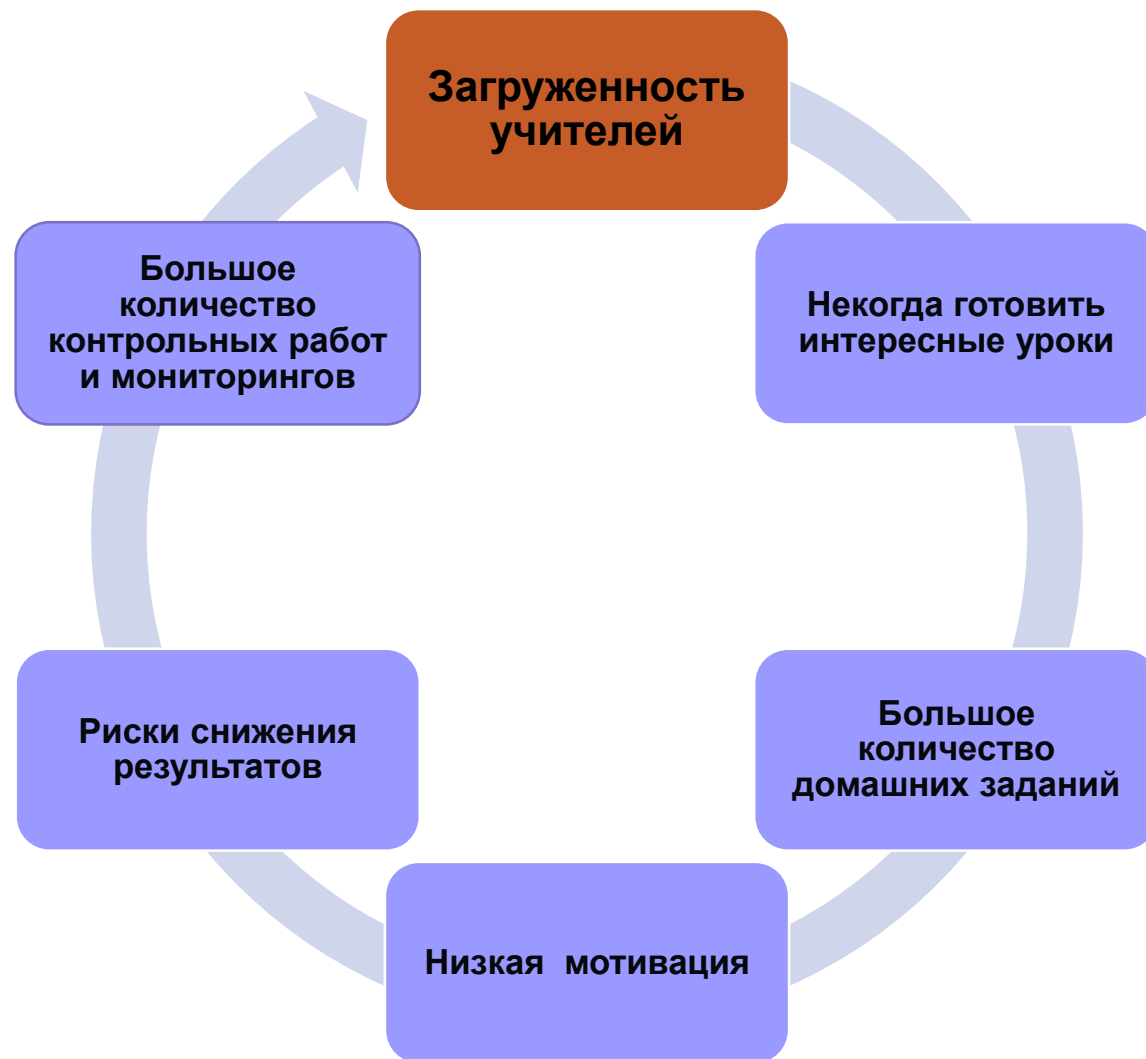 Загруженность
учителей
Некогда готовить
интересные уроки
Большое
количество
домашних заданий
Низкая мотивация
Риски снижения
результатов
Большое
количество
контрольных работ
и мониторингов